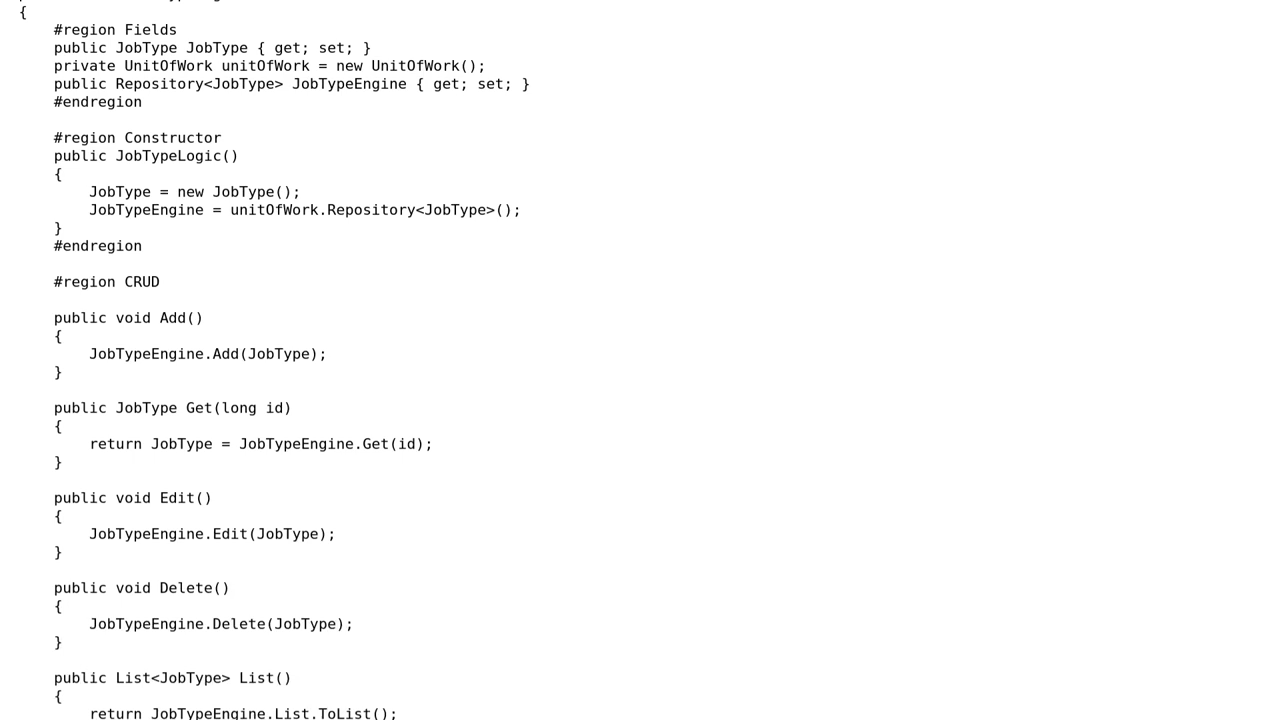 {
    #region Fields
    public JobType JobType { get; set; }
    private UnitOfWork unitOfWork = new UnitOfWork();
    public Repository<JobType> JobTypeEngine { get; set; }
    #endregion

    #region Constructor
    public JobTypeLogic()
    {
        JobType = new JobType();
        JobTypeEngine = unitOfWork.Repository<JobType>();
    }
    #endregion

    #region CRUD

    public void Add()
    {
        JobTypeEngine.Add(JobType);
    }

    public JobType Get(long id)
    {
        return JobType = JobTypeEngine.Get(id);
    }

    public void Edit()
    {
        JobTypeEngine.Edit(JobType);
    }

    public void Delete()
    {
        JobTypeEngine.Delete(JobType);
    }

    public List<JobType> List()
    {
        return JobTypeEngine.List.ToList();